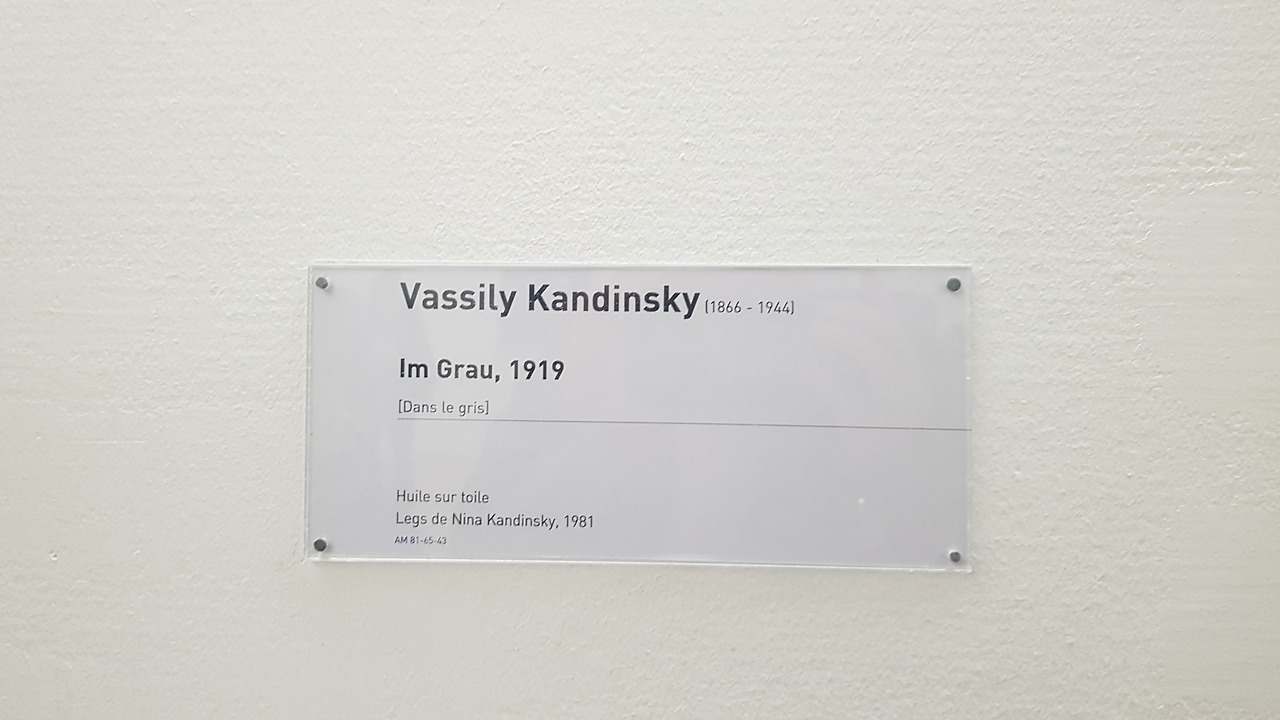 Vassily Kandinsky (1866 - 1944)
Im Grau, 1919
[Dans le gris]
Huile sur toile
Legs de Nina Kandinsky, 1981
AM 81-65-43